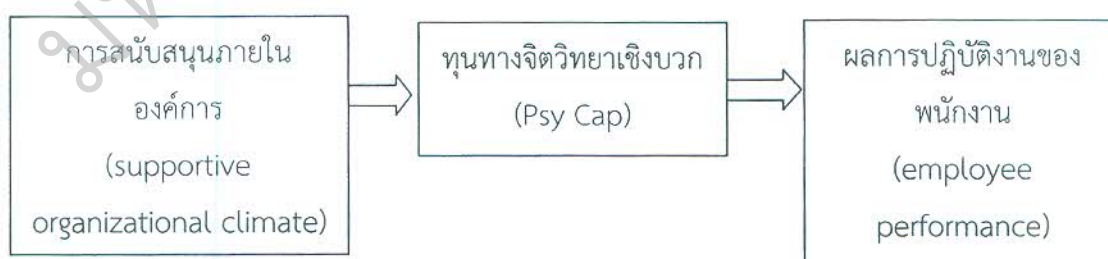 การสนับสนุนภายใน
องค์การ
(supportive
organizational climate)
ทุนทางจิตวิทยาเชิงบวก
(Psy Cap)
ผลการปฏิบัติงานของ
พนักงาน
(employee
performance)